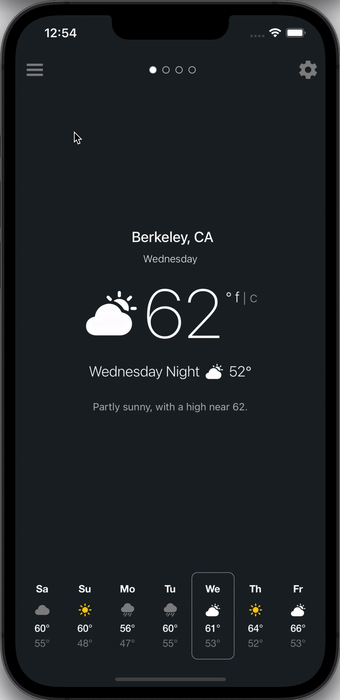 12:54
Berkeley, CA
Wednesday
62 ° f | c
Wednesday Night 52°
Partly sunny, with a high near 62.
Sa Su Mo Tu We Th Fr
60° 60° 56° 60° 61° 64° 66°
55° 48° 47° 55° 53° 52° 53°